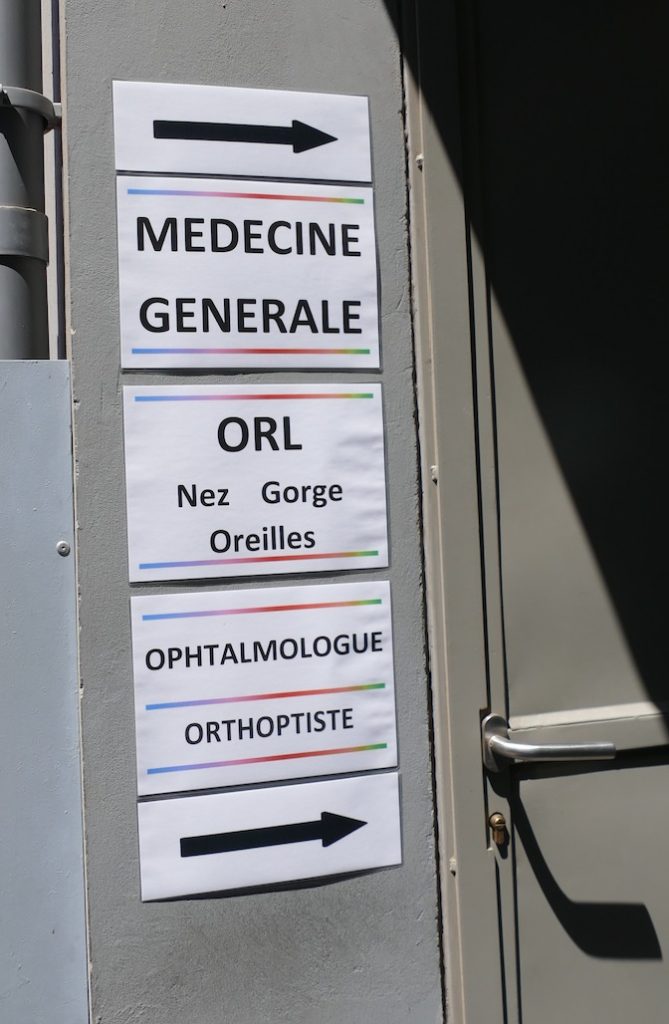 MEDECINE
GENERALE
ORL
Nez Gorge
Oreilles
OPHTALMOLOGUE
ORTHOPTISTE